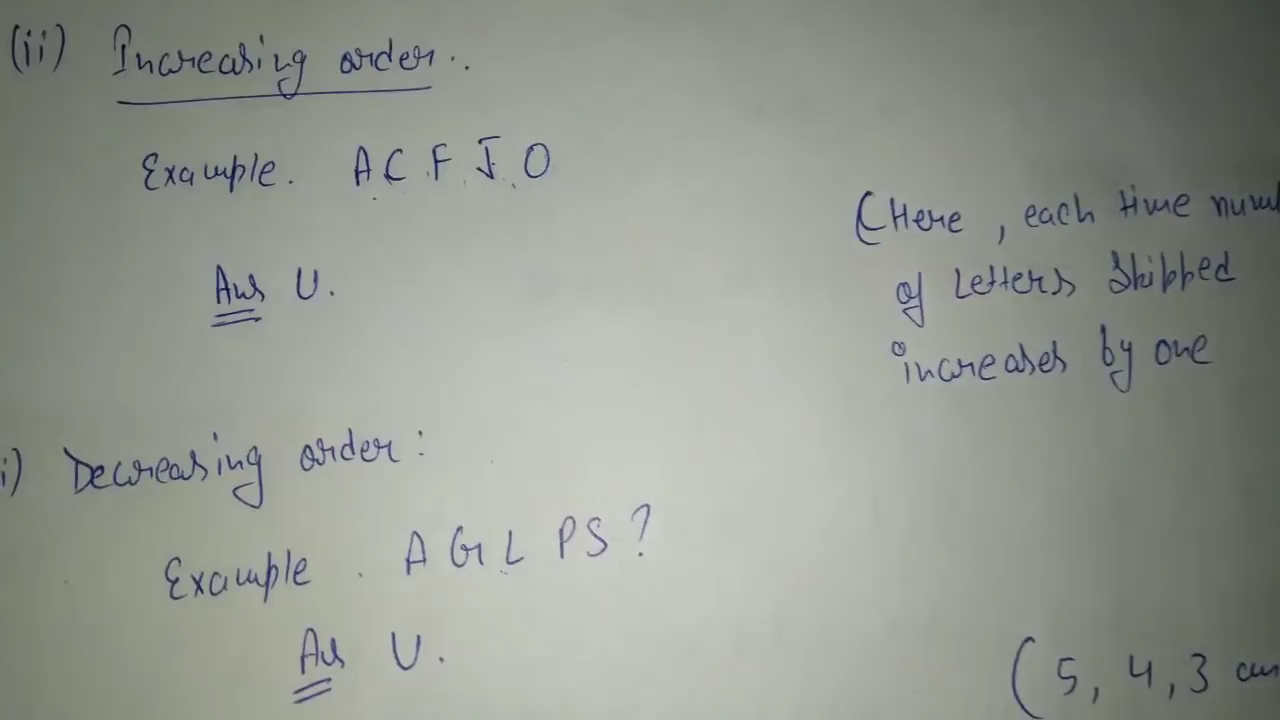 (ii) Increasing order..
Example. A C F J O
(Here, each time num
of letters skipped
increases by one
Ans U.
i) Decreasing order:
Example. A G L P S ?
Ans U.
(5, 4, 3